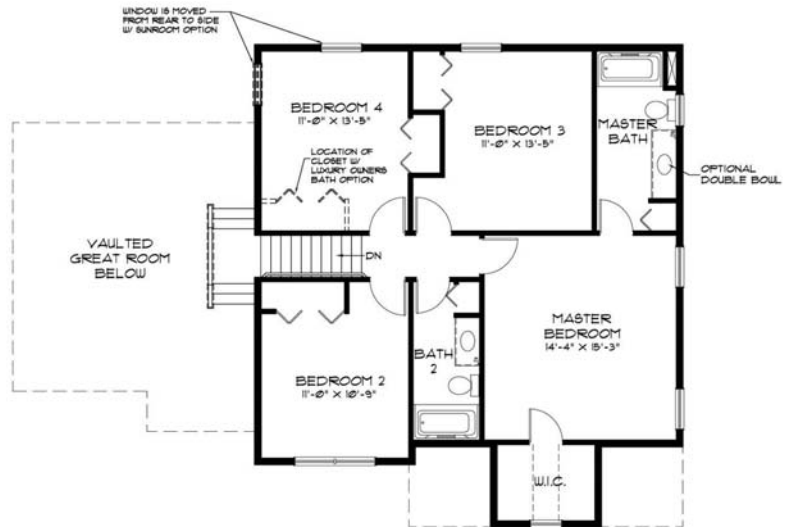 WINDOW IS MOVED
FROM REAR TO SIDE
W/ SUNROOM OPTION
BEDROOM 4
11'-0" X 13'-5"
LOCATION OF
CLOSET W/
LUXURY OWNERS
BATH OPTION
BEDROOM 3
11'-0" X 13'-5"
MASTER
BATH
OPTIONAL
DOUBLE BOWL
VAULTED
GREAT ROOM
BELOW
DN
MASTER
BEDROOM
14'-4" X 15'-3"
BATH
2
BEDROOM 2
11'-0" X 10'-9"
W.I.C.